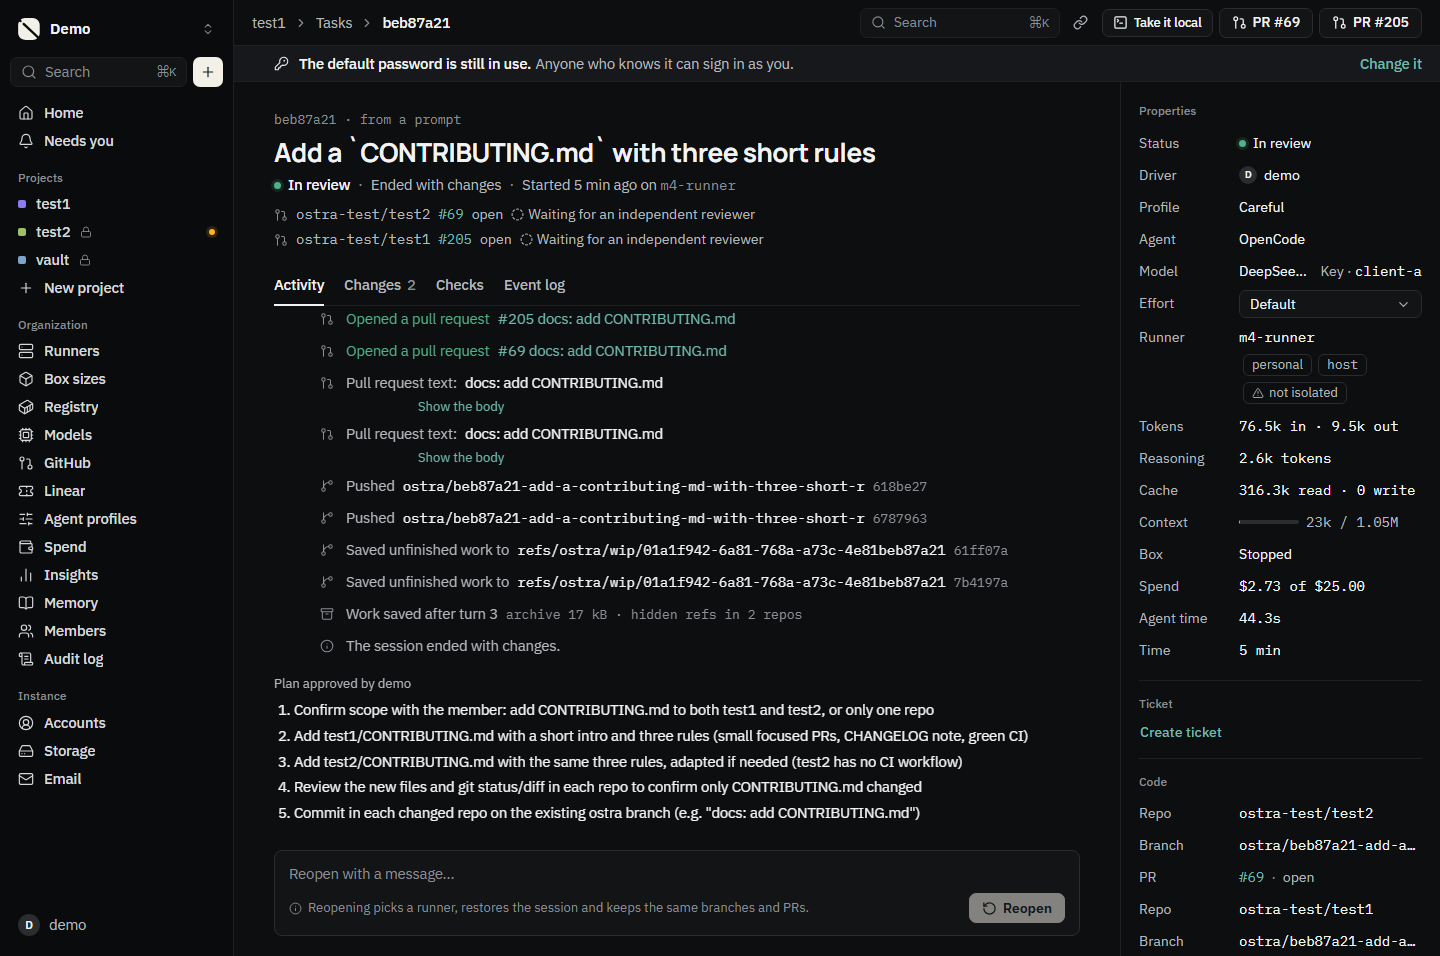 Demo
Search ⌘K
Home
Needs you
Projects
test1
test2
vault
New project
Organization
Runners
Box sizes
Registry
Models
GitHub
Linear
Agent profiles
Spend
Insights
Memory
Members
Audit log
Instance
Accounts
Storage
Email
D demo
test1 > Tasks > beb87a21
Search ⌘K
Take it local
PR #69
PR #205
The default password is still in use. Anyone who knows it can sign in as you.
Change it
beb87a21 · from a prompt
Add a `CONTRIBUTING.md` with three short rules
In review · Ended with changes · Started 5 min ago on m4-runner
ostra-test/test2 #69 open Waiting for an independent reviewer
ostra-test/test1 #205 open Waiting for an independent reviewer
Activity Changes 2 Checks Event log
Opened a pull request #205 docs: add CONTRIBUTING.md
Opened a pull request #69 docs: add CONTRIBUTING.md
Pull request text: docs: add CONTRIBUTING.md
Show the body
Pull request text: docs: add CONTRIBUTING.md
Show the body
Pushed ostra/beb87a21-add-a-contributing-md-with-three-short-r 618be27
Pushed ostra/beb87a21-add-a-contributing-md-with-three-short-r 6787963
Saved unfinished work to refs/ostra/wip/01a1f942-6a81-768a-a73c-4e81beb87a21 61ff07a
Saved unfinished work to refs/ostra/wip/01a1f942-6a81-768a-a73c-4e81beb87a21 7b4197a
Work saved after turn 3 archive 17 kB · hidden refs in 2 repos
The session ended with changes.
Plan approved by demo
1. Confirm scope with the member: add CONTRIBUTING.md to both test1 and test2, or only one repo
2. Add test1/CONTRIBUTING.md with a short intro and three rules (small focused PRs, CHANGELOG note, green CI)
3. Add test2/CONTRIBUTING.md with the same three rules, adapted if needed (test2 has no CI workflow)
4. Review the new files and git status/diff in each repo to confirm only CONTRIBUTING.md changed
5. Commit in each changed repo on the existing ostra branch (e.g. "docs: add CONTRIBUTING.md")
Reopen with a message...
Reopening picks a runner, restores the session and keeps the same branches and PRs.
Reopen
Properties
Status In review
Driver D demo
Profile Careful
Agent OpenCode
Model DeepSee... Key · client-a
Effort Default
Runner m4-runner
personal host
not isolated
Tokens 76.5k in · 9.5k out
Reasoning 2.6k tokens
Cache 316.3k read · 0 write
Context 23k / 1.05M
Box Stopped
Spend $2.73 of $25.00
Agent time 44.3s
Time 5 min
Ticket
Create ticket
Code
Repo ostra-test/test2
Branch ostra/beb87a21-add-a…
PR #69 · open
Repo ostra-test/test1
Branch ostra/beb87a21-add-a…